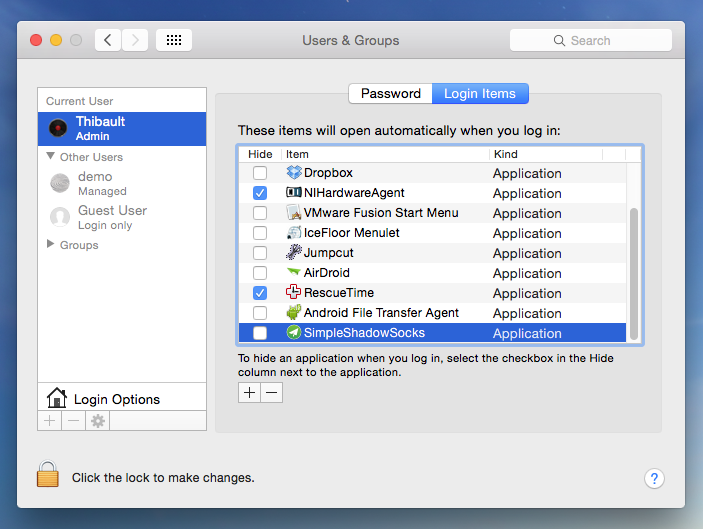 Users & Groups
Search
Current User
Thibault
Admin
Other Users
demo
Managed
Guest User
Login only
Groups
Login Options
Password
Login Items
These items will open automatically when you log in:
Hide Item Kind
Dropbox Application
NIHardwareAgent Application
VMware Fusion Start Menu Application
IceFloor Menulet Application
Jumpcut Application
AirDroid Application
RescueTime Application
Android File Transfer Agent Application
SimpleShadowSocks Application
To hide an application when you log in, select the checkbox in the Hide
column next to the application.
Click the lock to make changes.